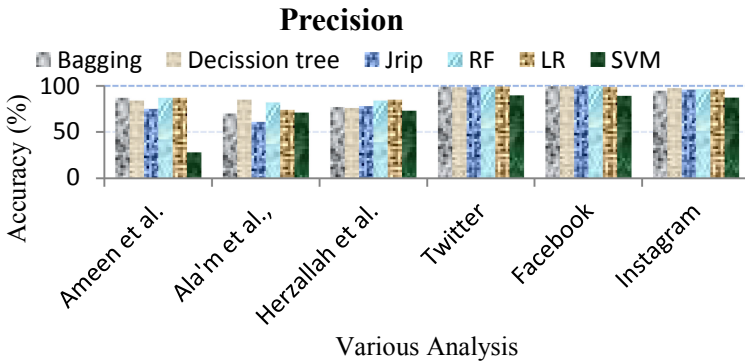 Precision
Bagging Decission tree Jrip RF LR SVM
100
50
0
Accuracy (%)
Ameen et al.
Ala'm et al.,
Herzallah et al.
Twitter
Facebook
Instagram
Various Analysis